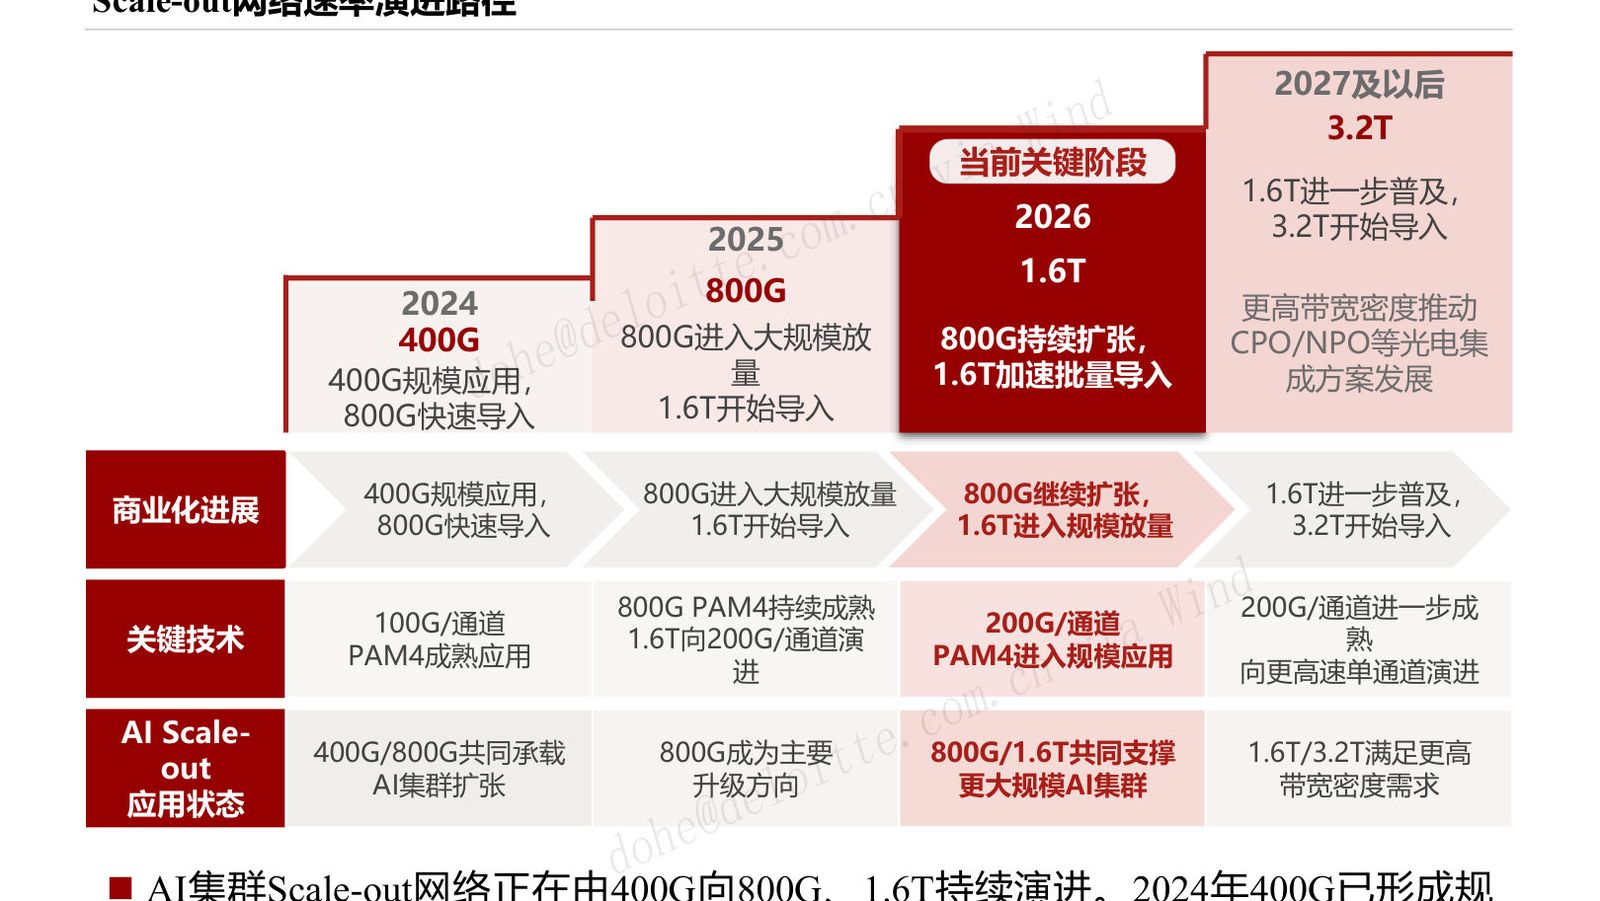 Scale-out网络速率演进路径
2027及以后
3.2T
1.6T进一步普及，
3.2T开始导入
更高带宽密度推动
CPO/NPO等光电集
成方案发展
当前关键阶段
2026
1.6T
800G持续扩张，
1.6T加速批量导入
2025
800G
800G进入大规模放
量
1.6T开始导入
2024
400G
400G规模应用，
800G快速导入
商业化进展
400G规模应用，
800G快速导入
800G进入大规模放量
1.6T开始导入
800G继续扩张，
1.6T进入规模放量
1.6T进一步普及，
3.2T开始导入
关键技术
100G/通道
PAM4成熟应用
800G PAM4持续成熟
1.6T向200G/通道演
进
200G/通道
PAM4进入规模应用
200G/通道进一步成
熟
向更高速单通道演进
AI Scale-
out
应用状态
400G/800G共同承载
AI集群扩张
800G成为主要
升级方向
800G/1.6T共同支撑
更大规模AI集群
1.6T/3.2T满足更高
带宽密度需求
AI集群Scale-out网络正在由400G向800G、1.6T持续演进。2024年400G已形成规
dohe@deloitte.com.cn via Wind
dohe@deloitte.com.cn via Wind